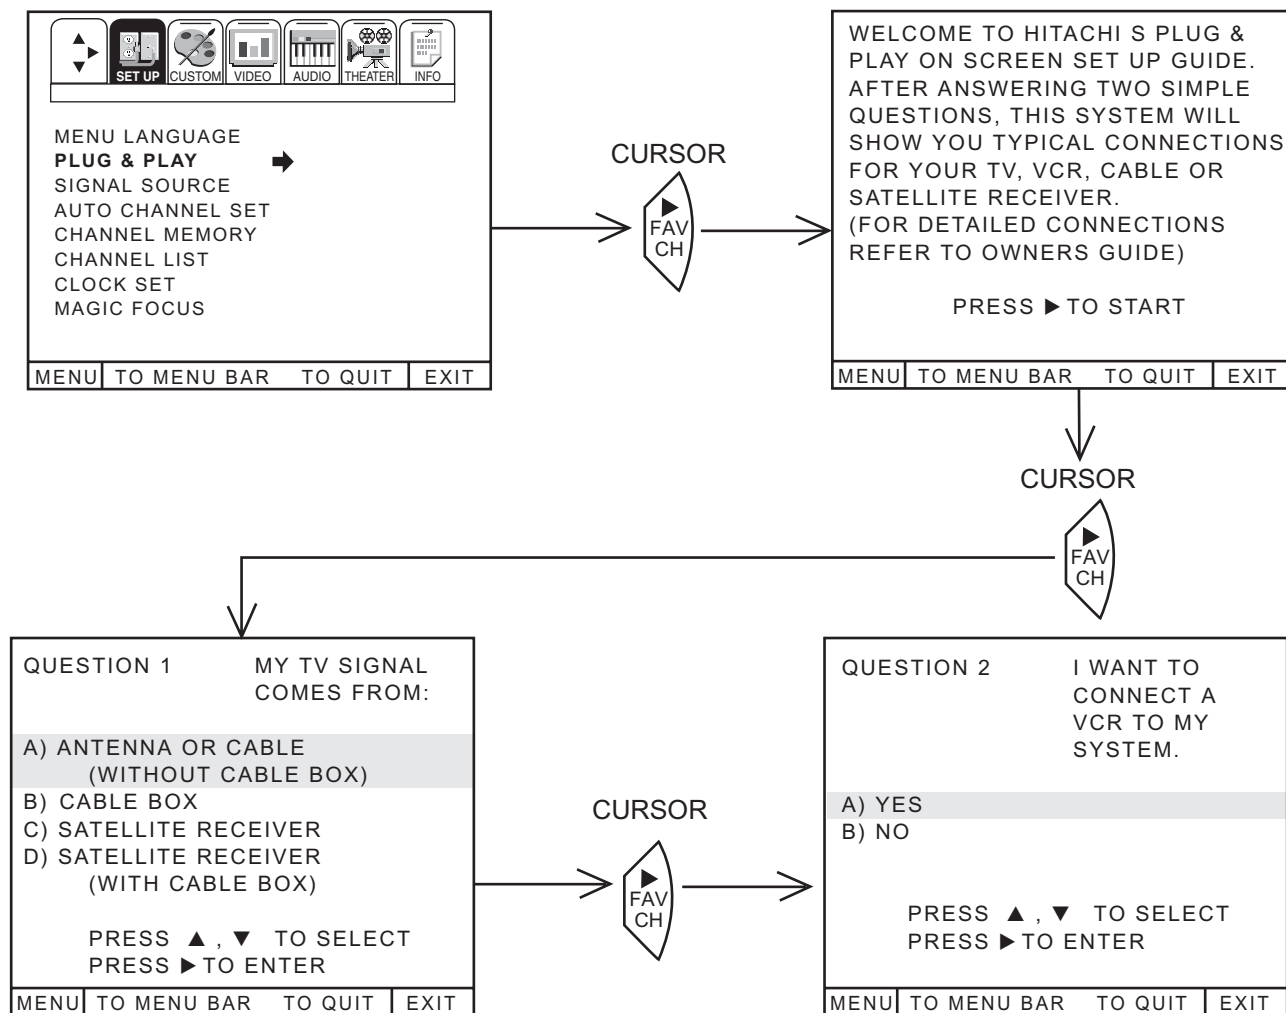 SET UP CUSTOM VIDEO AUDIO THEATER INFO
MENU LANGUAGE
PLUG & PLAY
SIGNAL SOURCE
AUTO CHANNEL SET
CHANNEL MEMORY
CHANNEL LIST
CLOCK SET
MAGIC FOCUS
MENU TO MENU BAR TO QUIT EXIT
CURSOR
FAV
CH
WELCOME TO HITACHI S PLUG &
PLAY ON SCREEN SET UP GUIDE.
AFTER ANSWERING TWO SIMPLE
QUESTIONS, THIS SYSTEM WILL
SHOW YOU TYPICAL CONNECTIONS
FOR YOUR TV, VCR, CABLE OR
SATELLITE RECEIVER.
(FOR DETAILED CONNECTIONS
REFER TO OWNERS GUIDE)
PRESS ▶ TO START
MENU TO MENU BAR TO QUIT EXIT
CURSOR
FAV
CH
QUESTION 1 MY TV SIGNAL
COMES FROM:
A) ANTENNA OR CABLE
(WITHOUT CABLE BOX)
B) CABLE BOX
C) SATELLITE RECEIVER
D) SATELLITE RECEIVER
(WITH CABLE BOX)
PRESS ▲ , ▼ TO SELECT
PRESS ▶ TO ENTER
MENU TO MENU BAR TO QUIT EXIT
CURSOR
FAV
CH
QUESTION 2 I WANT TO
CONNECT A
VCR TO MY
SYSTEM.
A) YES
B) NO
PRESS ▲ , ▼ TO SELECT
PRESS ▶ TO ENTER
MENU TO MENU BAR TO QUIT EXIT